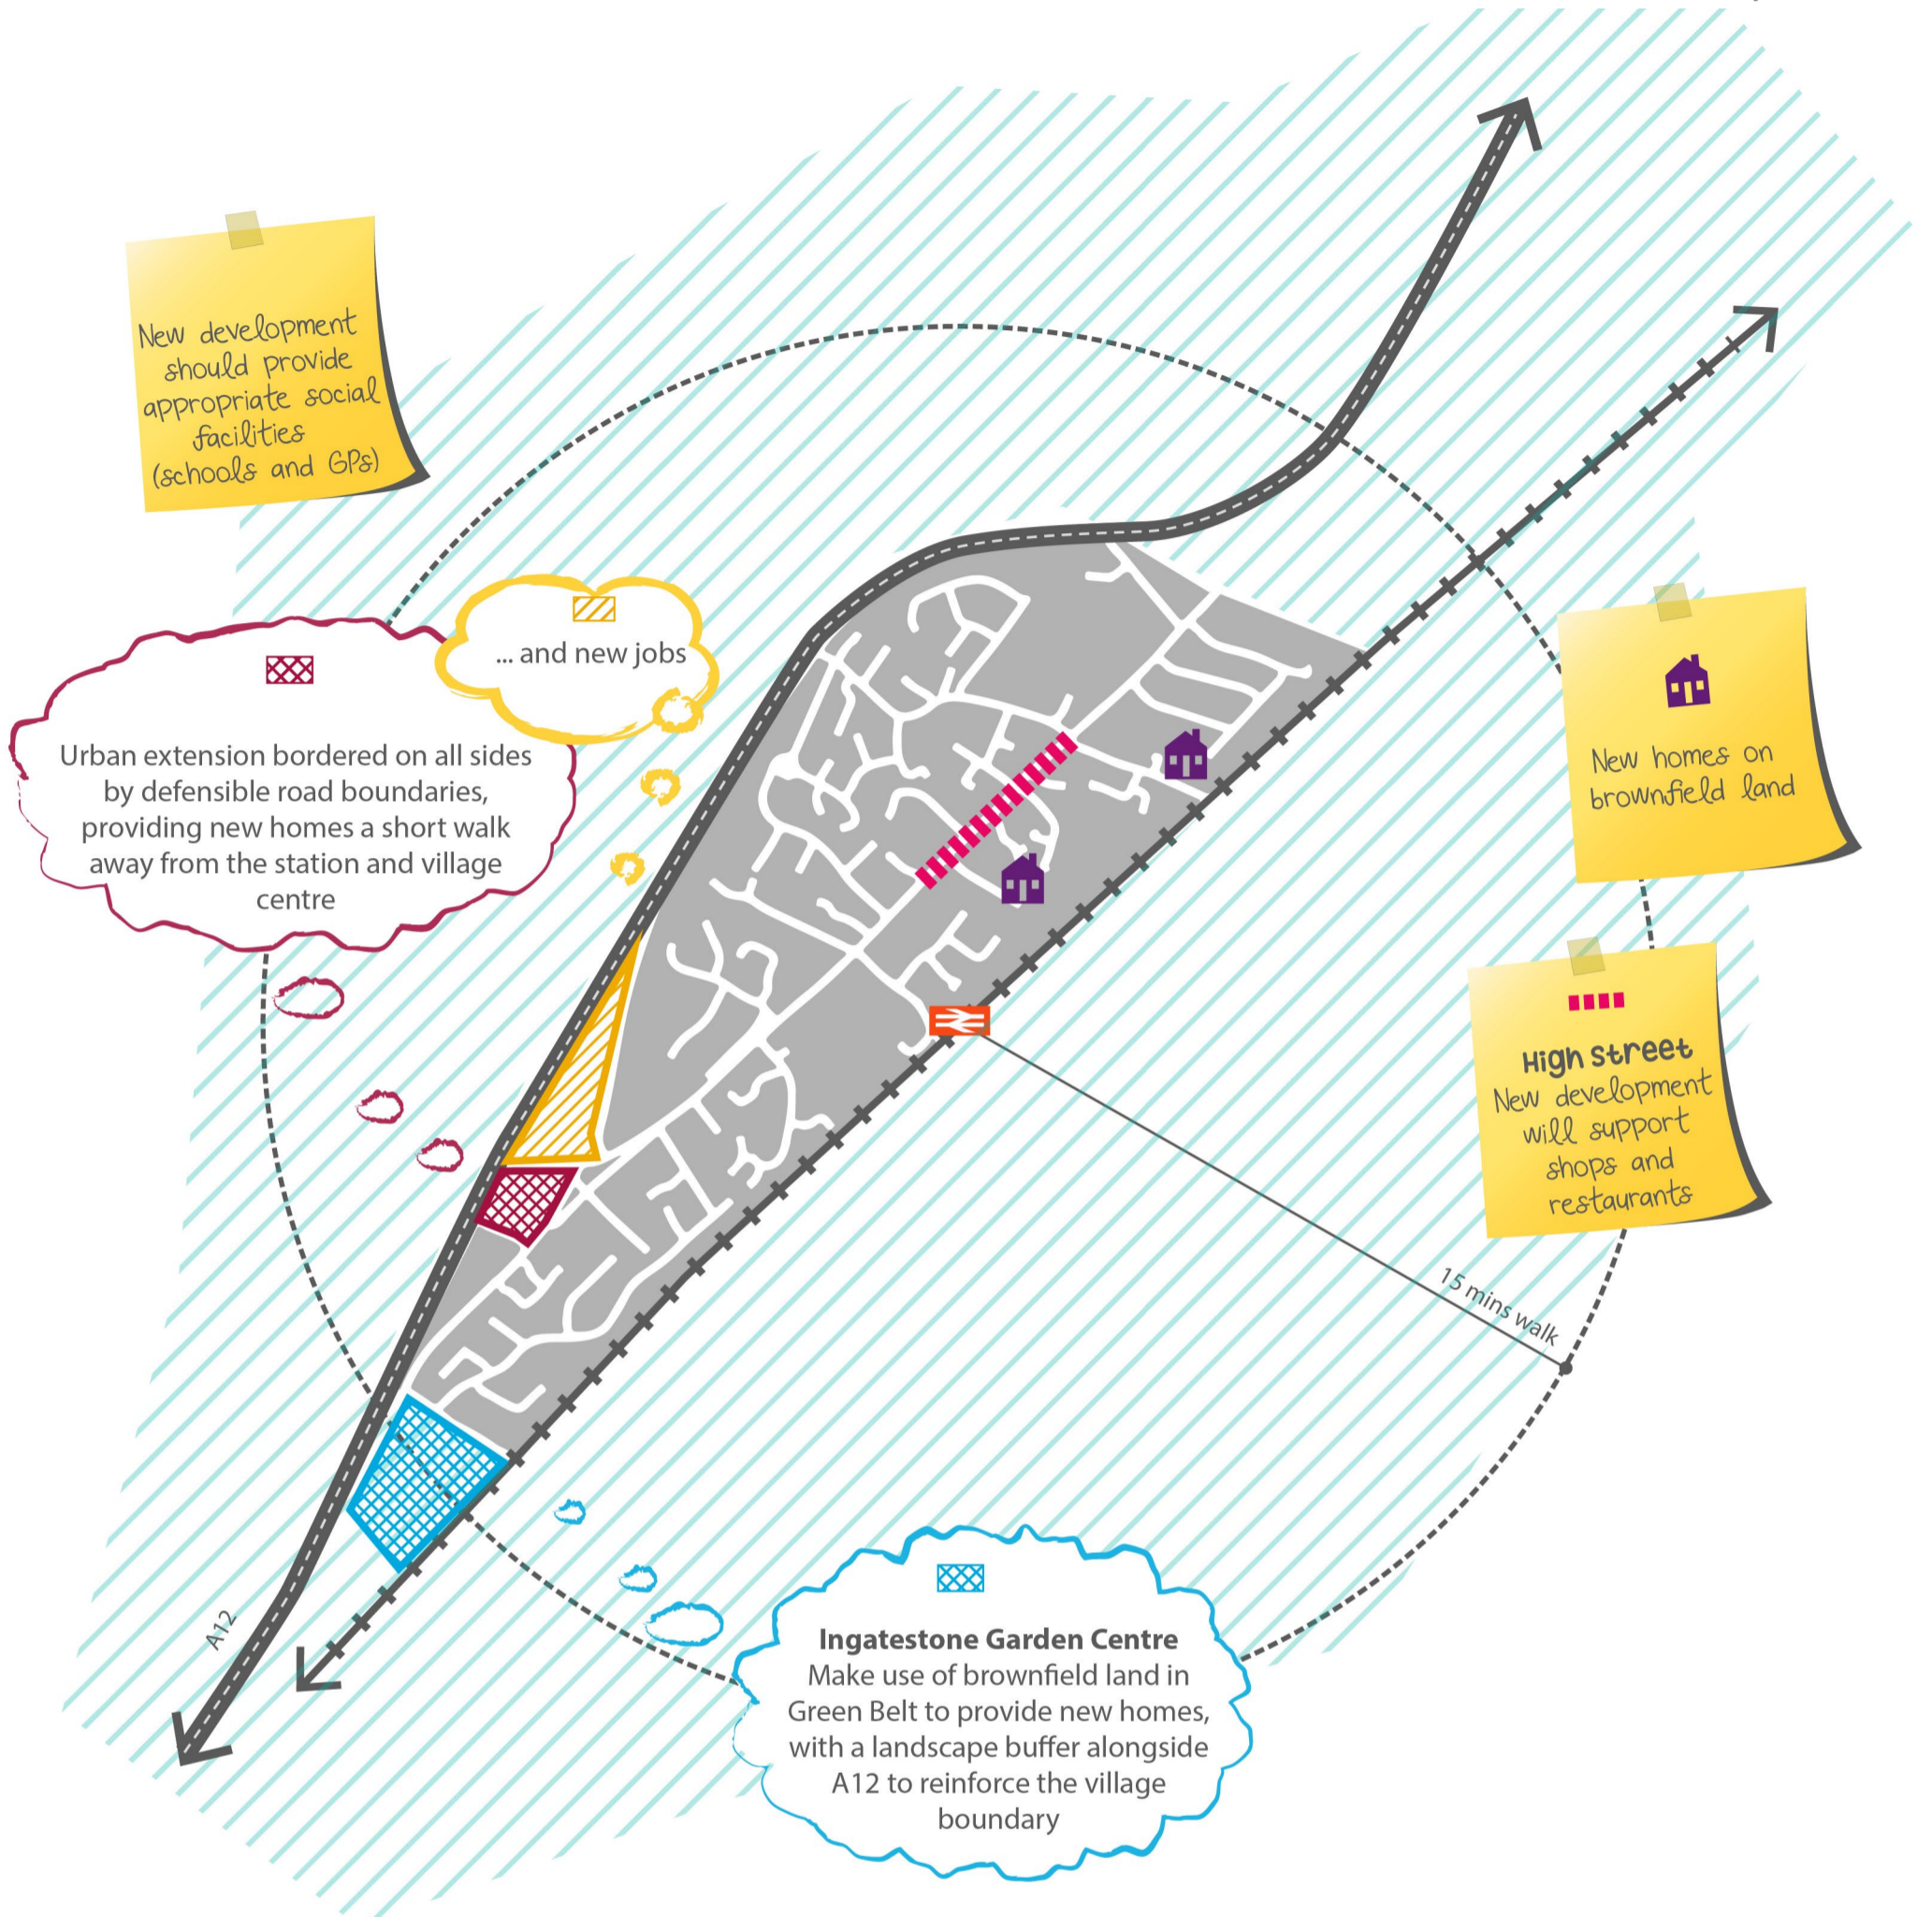 New development
should provide
appropriate social
facilities
(schools and GPs)
... and new jobs
Urban extension bordered on all sides
by defensible road boundaries,
providing new homes a short walk
away from the station and village
centre
New homes on
brownfield land
High Street
New development
will support
shops and
restaurants
15 mins walk
A12
Ingatestone Garden Centre
Make use of brownfield land in
Green Belt to provide new homes,
with a landscape buffer alongside
A12 to reinforce the village
boundary